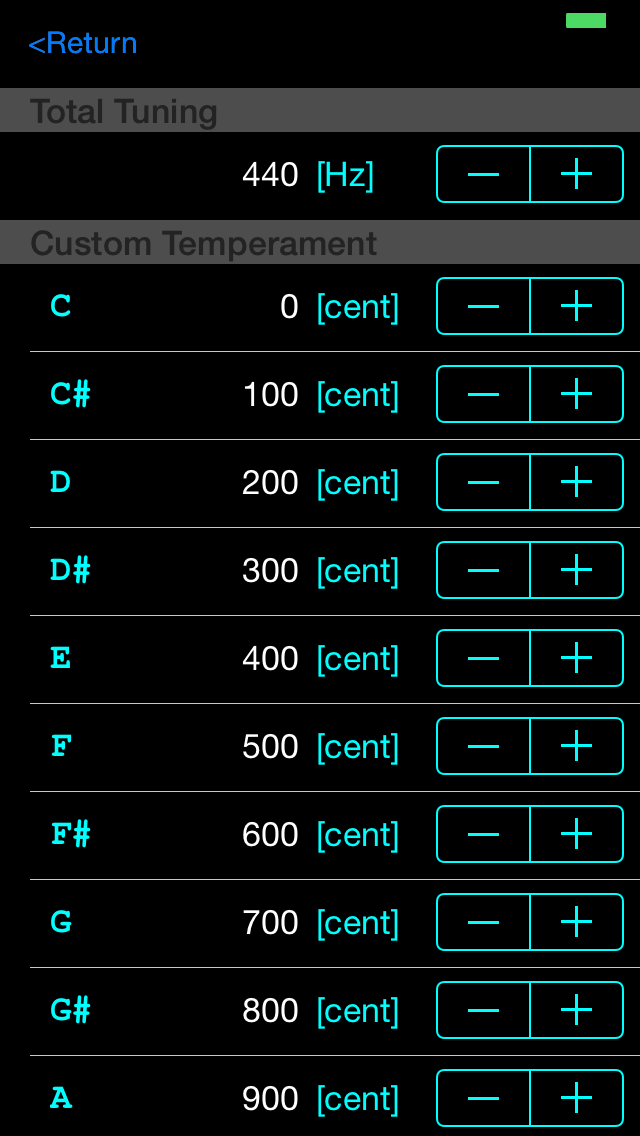 <Return
Total Tuning
440 [Hz] — +
Custom Temperament
C 0 [cent] — +
C# 100 [cent] — +
D 200 [cent] — +
D# 300 [cent] — +
E 400 [cent] — +
F 500 [cent] — +
F# 600 [cent] — +
G 700 [cent] — +
G# 800 [cent] — +
A 900 [cent] — +